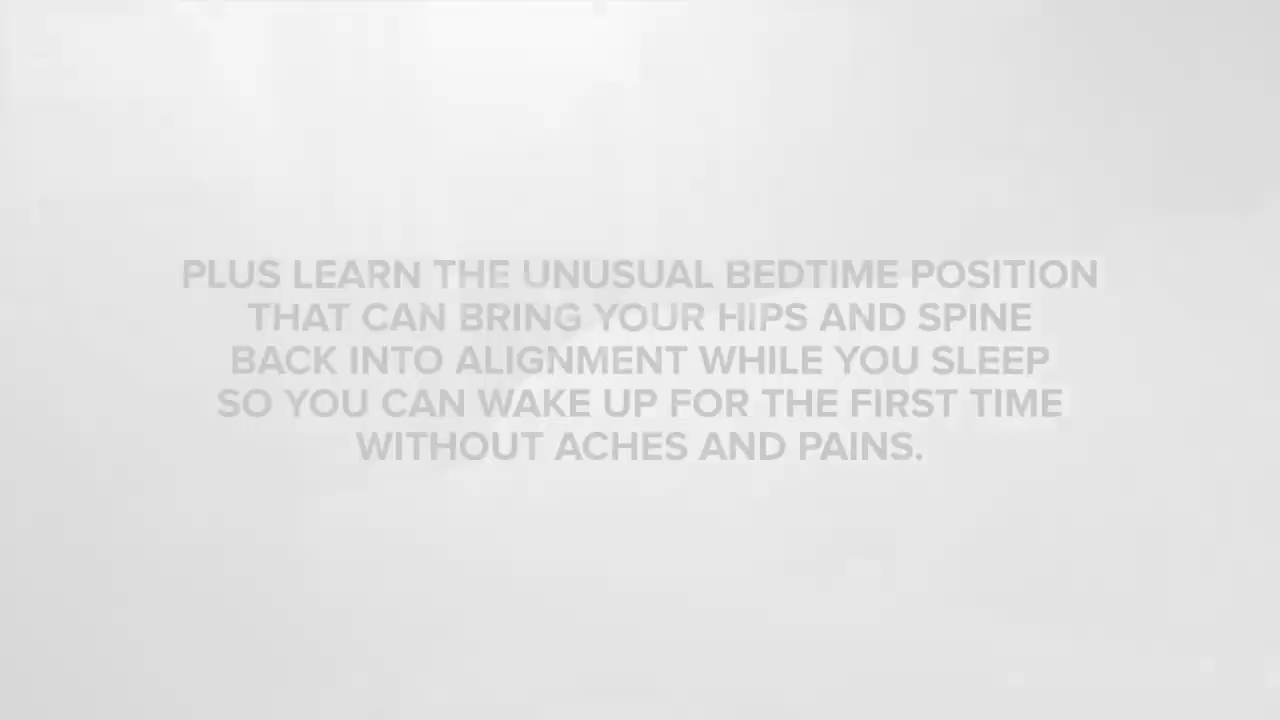 PLUS LEARN THE UNUSUAL BEDTIME POSITION
THAT CAN BRING YOUR HIPS AND SPINE
BACK INTO ALIGNMENT WHILE YOU SLEEP
SO YOU CAN WAKE UP FOR THE FIRST TIME
WITHOUT ACHES AND PAINS.